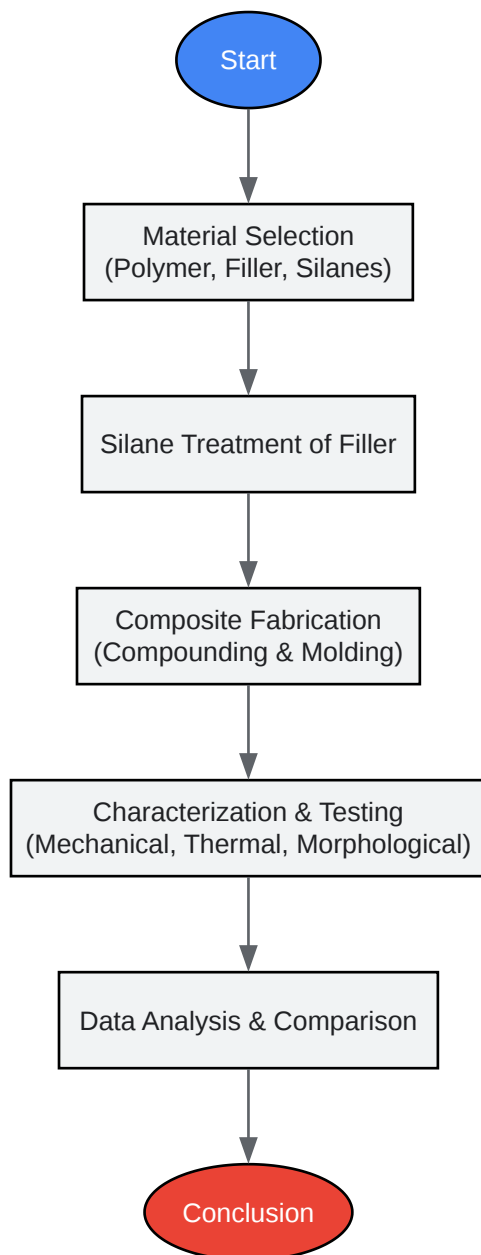 Start
Material Selection
(Polymer, Filler, Silanes)
Silane Treatment of Filler
Composite Fabrication
(Compounding & Molding)
Characterization & Testing
(Mechanical, Thermal, Morphological)
Data Analysis & Comparison
Conclusion